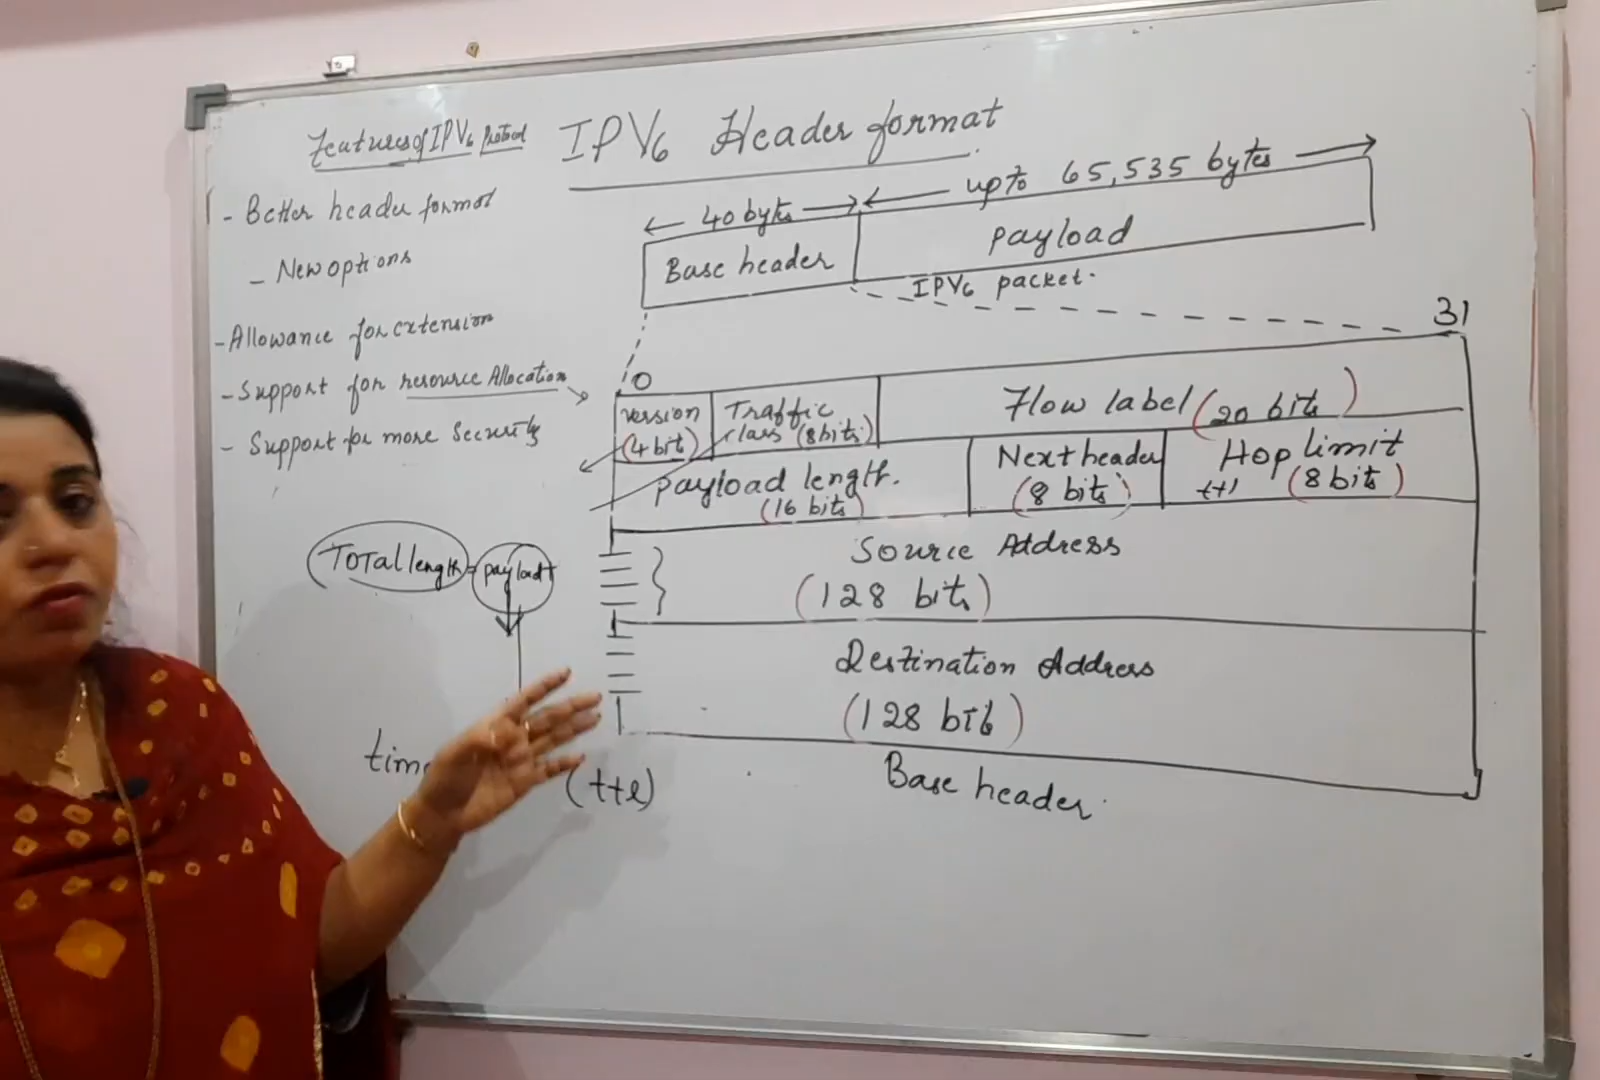 Features of IPV6 Protocol
IPV6 Header format
- Better header format
- New options
- Allowance for extension
- Support for resource Allocation
- Support for more Security
40 bytes
upto 65,535 bytes
Base header
payload
IPV6 packet.
0
31
version
(4 bit)
Traffic
class (8 bits)
Flow label (20 bits)
payload length.
(16 bits)
Next header
(8 bits)
Hop limit
(8 bits)
Source Address
(128 bits)
Destination Address
(128 bits)
Base header.
Total length = payload +
time
(ttl)